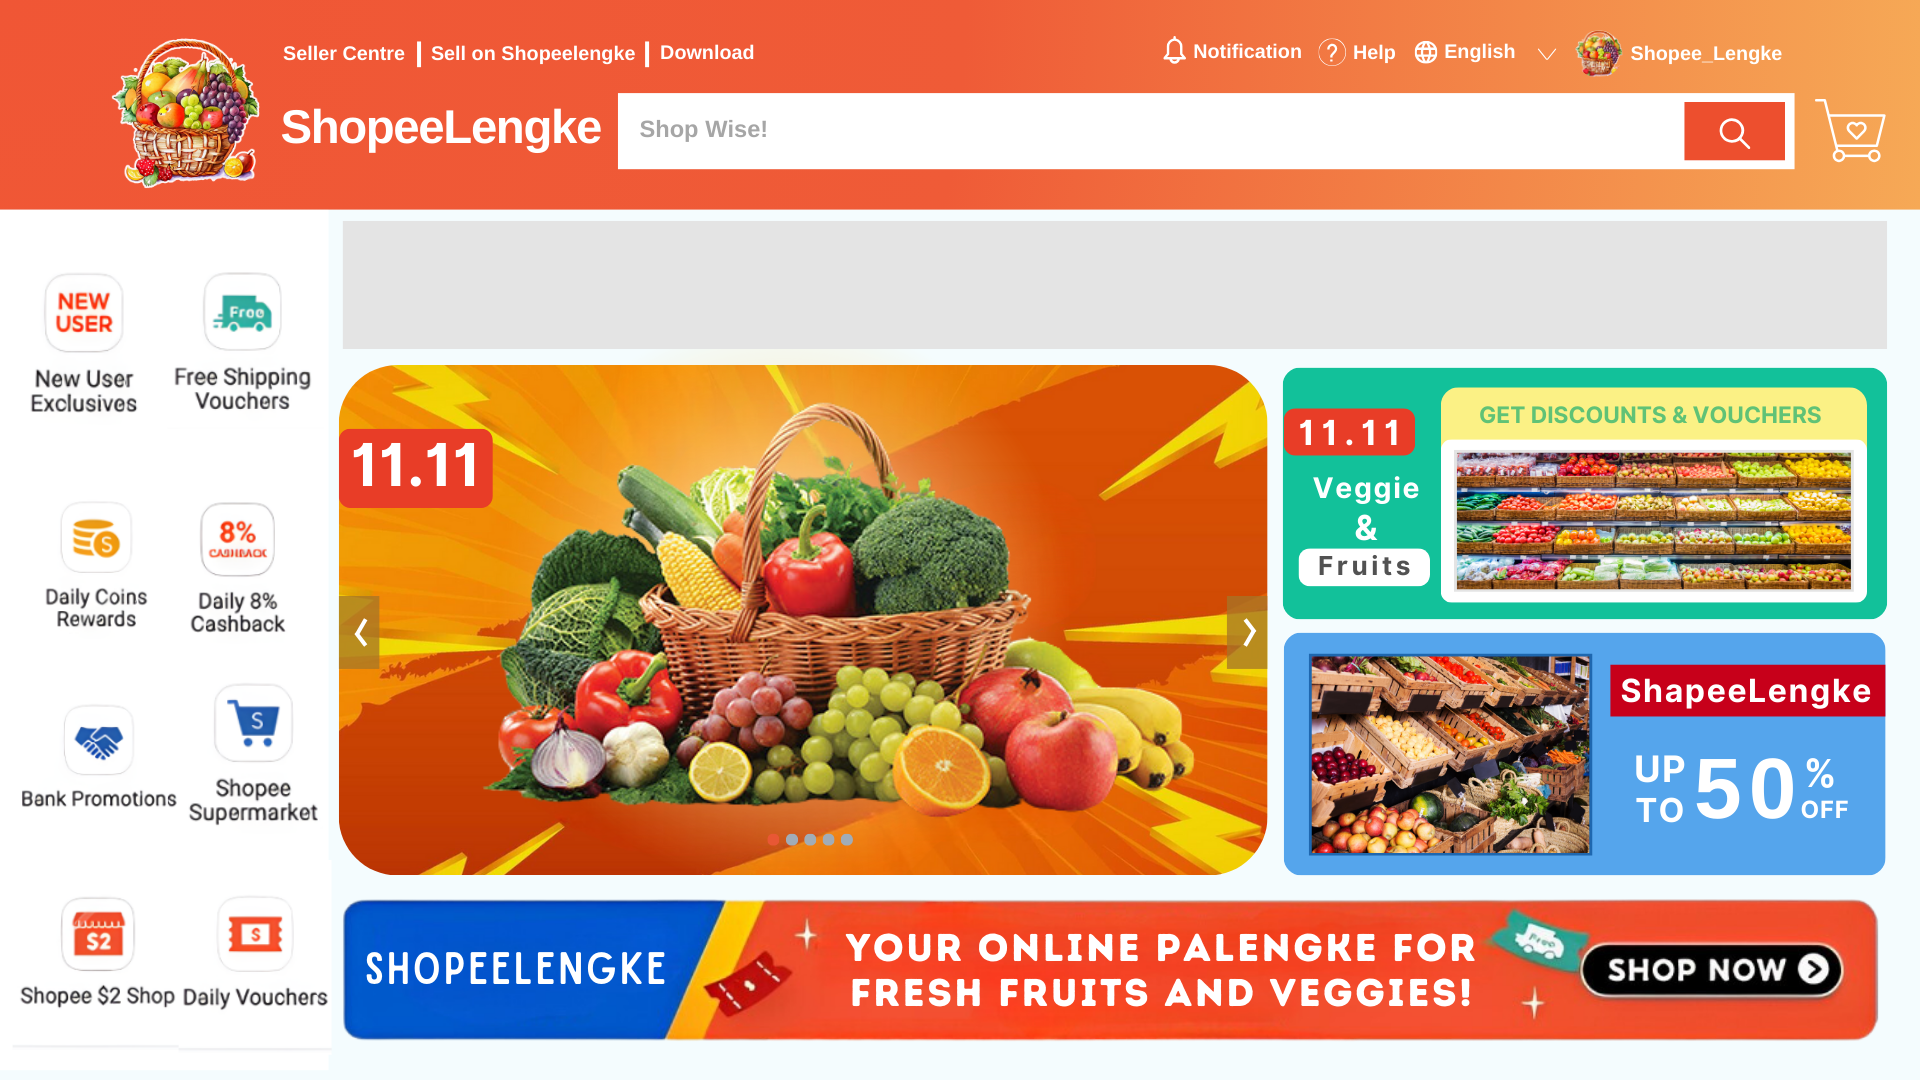 Seller Centre
Sell on Shopeelengke
Download
Notification
Help
English
Shopee_Lengke
ShopeeLengke
Shop Wise!
NEW
USER
New User
Exclusives
Free
Free Shipping
Vouchers
Daily Coins
Rewards
8%
CASHBACK
Daily 8%
Cashback
Bank Promotions
S
Shopee
Supermarket
$2
Shopee $2 Shop
S
Daily Vouchers
11.11
11.11
Veggie
&
Fruits
GET DISCOUNTS & VOUCHERS
ShapeeLengke
UP
TO
50
%
OFF
SHOPEELENGKE
YOUR ONLINE PALENGKE FOR
FRESH FRUITS AND VEGGIES!
Free
SHOP NOW